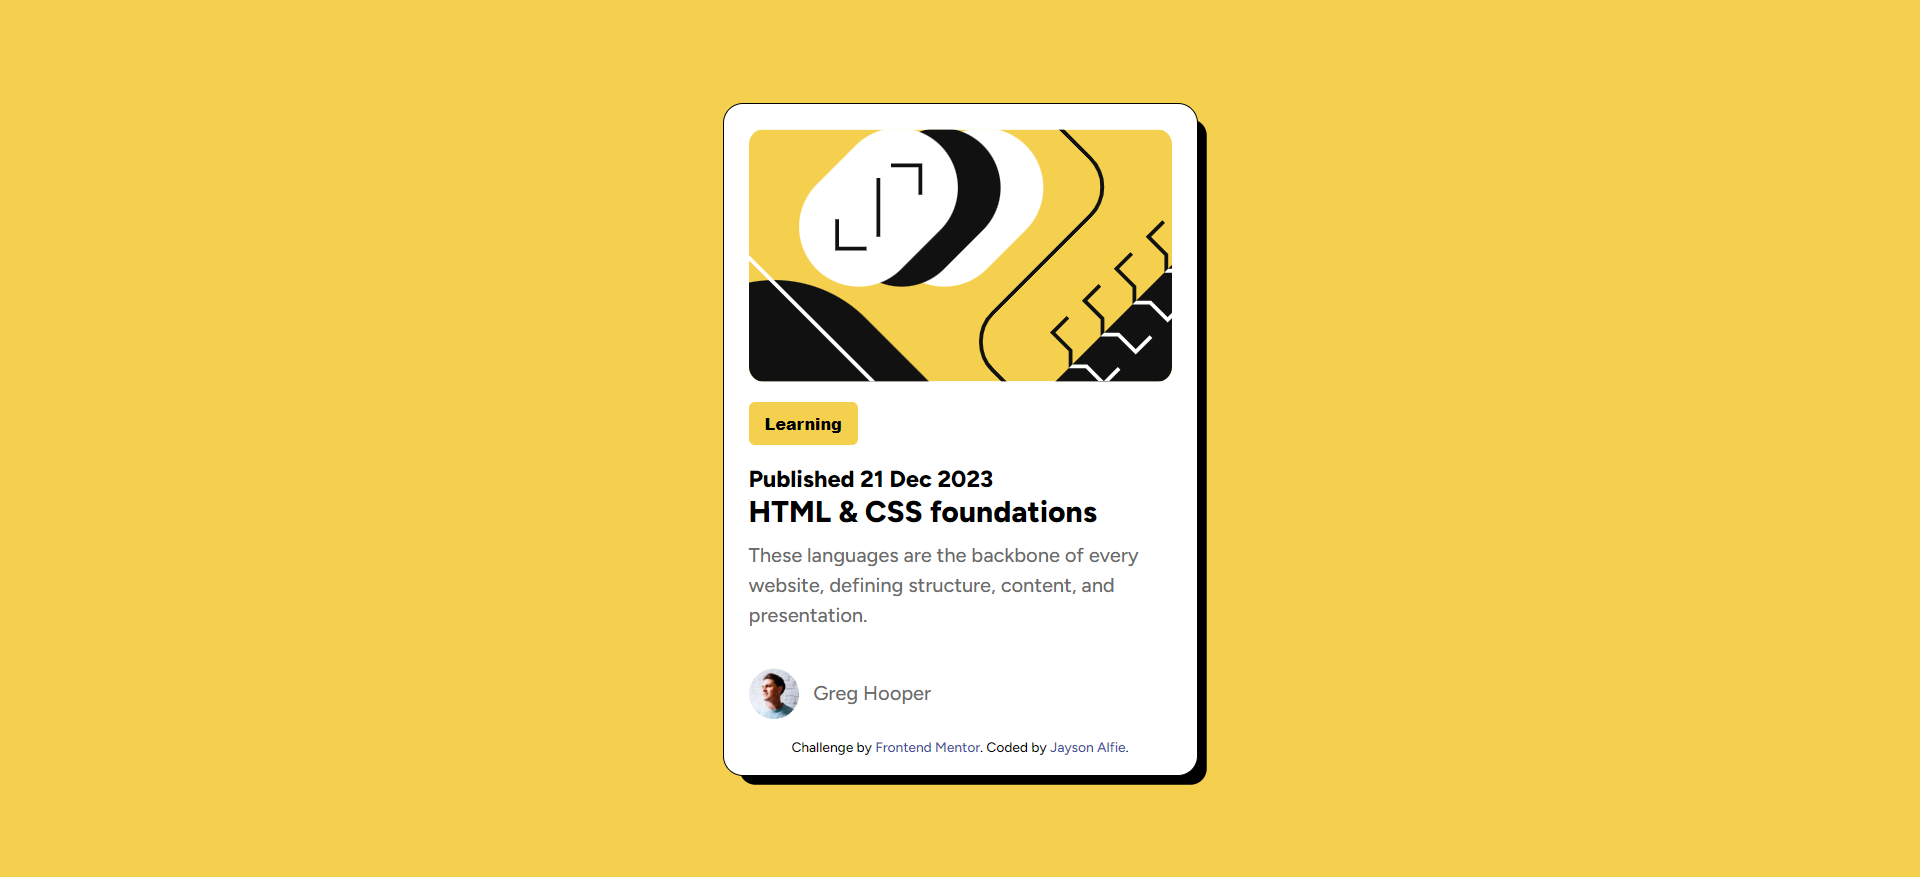 Learning
Published 21 Dec 2023
HTML & CSS foundations
These languages are the backbone of every
website, defining structure, content, and
presentation.
Greg Hooper
Challenge by Frontend Mentor. Coded by Jayson Alfie.